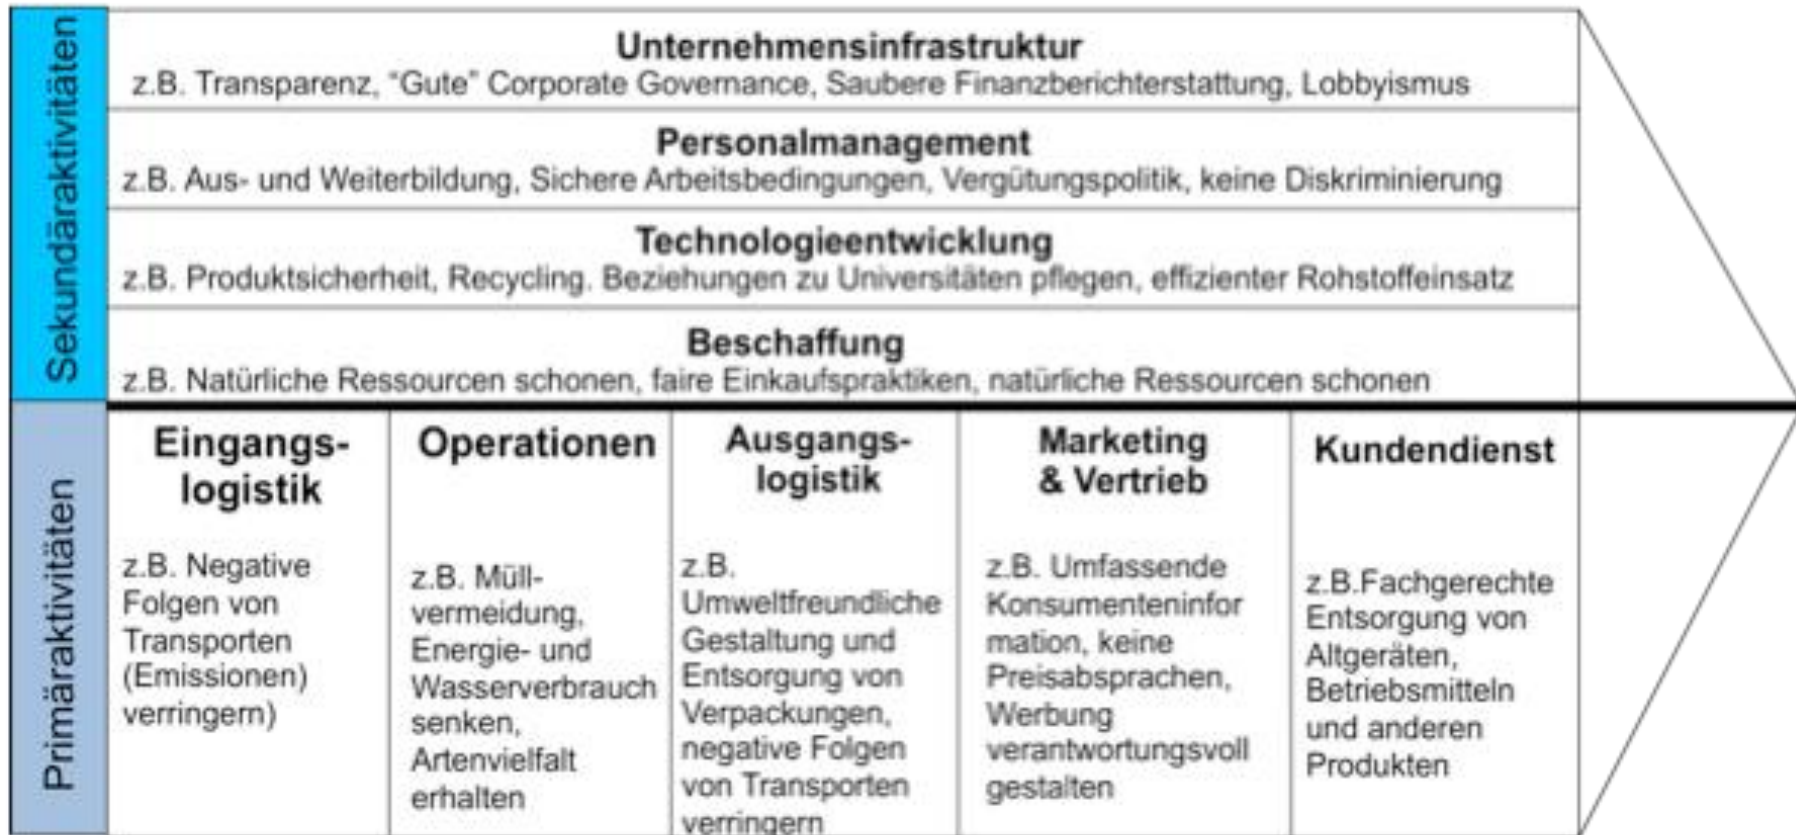 Sekundäraktivitäten
Unternehmensinfrastruktur
z.B. Transparenz, “Gute” Corporate Governance, Saubere Finanzberichterstattung, Lobbyismus
Personalmanagement
z.B. Aus- und Weiterbildung, Sichere Arbeitsbedingungen, Vergütungspolitik, keine Diskriminierung
Technologieentwicklung
z.B. Produktsicherheit, Recycling. Beziehungen zu Universitäten pflegen, effizienter Rohstoffeinsatz
Beschaffung
z.B. Natürliche Ressourcen schonen, faire Einkaufspraktiken, natürliche Ressourcen schonen
Primäraktivitäten
Eingangs-
logistik
z.B. Negative
Folgen von
Transporten
(Emissionen)
verringern)
Operationen
z.B. Müll-
vermeidung,
Energie- und
Wasserverbrauch
senken,
Artenvielfalt
erhalten
Ausgangs-
logistik
z.B.
Umweltfreundliche
Gestaltung und
Entsorgung von
Verpackungen,
negative Folgen
von Transporten
verringern
Marketing
& Vertrieb
z.B. Umfassende
Konsumenteninfor
mation, keine
Preisabsprachen,
Werbung
verantwortungsvoll
gestalten
Kundendienst
z.B.Fachgerechte
Entsorgung von
Altgeräten,
Betriebsmitteln
und anderen
Produkten